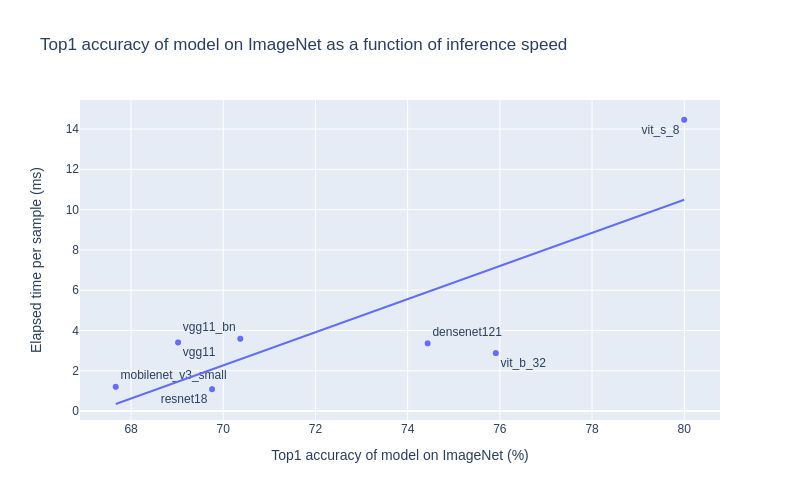 Top1 accuracy of model on ImageNet as a function of inference speed
Elapsed time per sample (ms)
14
12
10
8
6
4
2
0
vit_s_8
vgg11_bn
vgg11
densenet121
vit_b_32
mobilenet_v3_small
resnet18
68 70 72 74 76 78 80
Top1 accuracy of model on ImageNet (%)